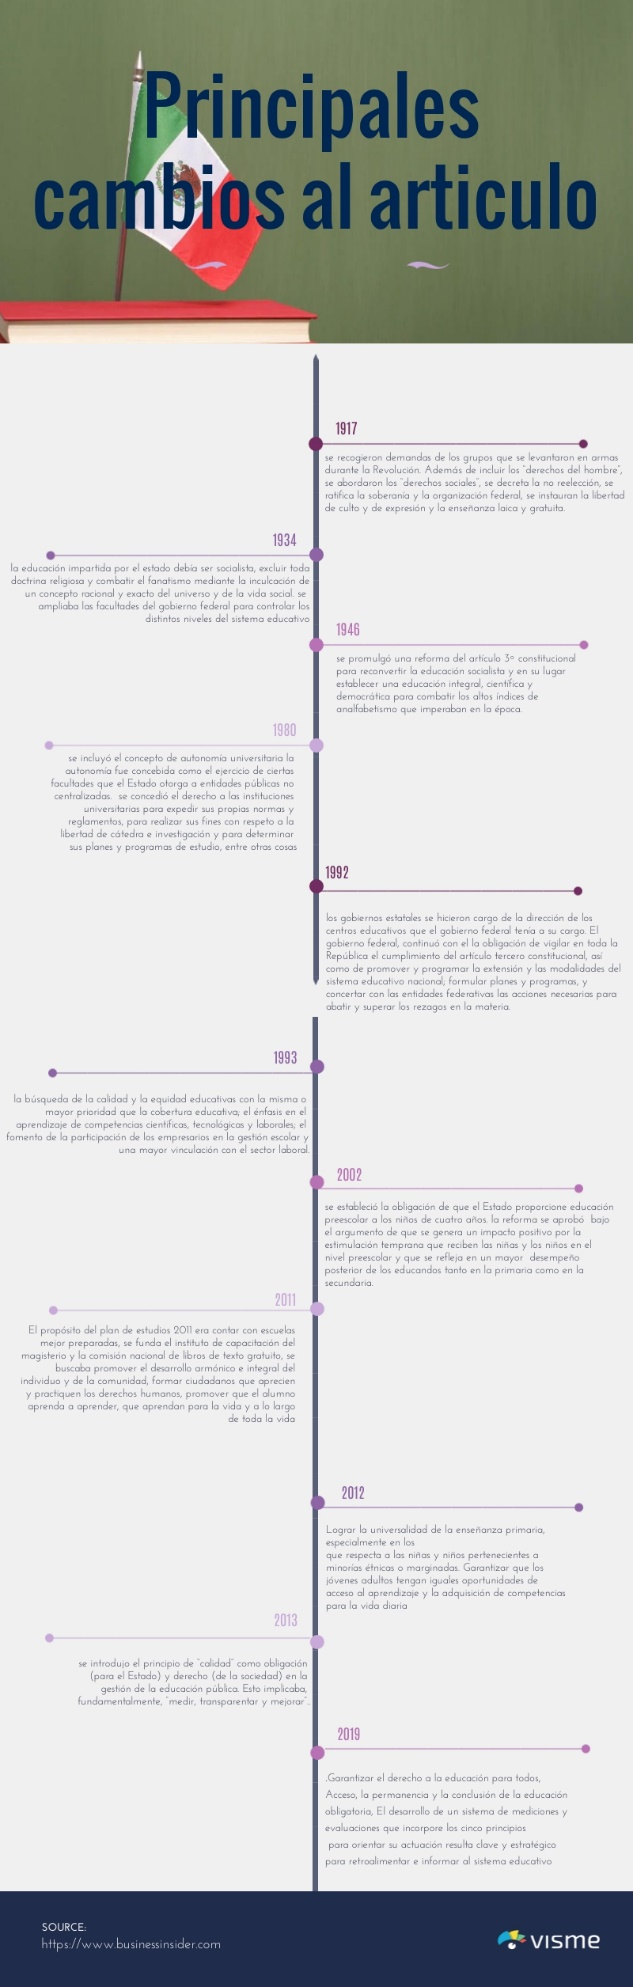 Principales
cambios al articulo
1917
se recogieron demandas de los grupos que se levantaron en armas
durante la Revolución. Además de incluir los "derechos del hombre",
se abordaron los "derechos sociales", se decreta la no reelección, se
ratifica la soberanía y la organización federal, se instauran la libertad
de culto y de expresión y la enseñanza laica y gratuita.
1934
la educación impartida por el estado debía ser socialista, excluir toda
doctrina religiosa y combatir el fanatismo mediante la inculcación de
un concepto racional y exacto del universo y de la vida social. se
ampliaba las facultades del gobierno federal para controlar los
distintos niveles del sistema educativo
1946
se promulgó una reforma del artículo 3º constitucional
para reconvertir la educación socialista y en su lugar
establecer una educación integral, científica y
democrática para combatir los altos índices de
analfabetismo que imperaban en la época.
1980
se incluyó el concepto de autonomía universitaria la
autonomía fue concebida como el ejercicio de ciertas
facultades que el Estado otorga a entidades públicas no
centralizadas. se concedió el derecho a las instituciones
universitarias para expedir sus propias normas y
reglamentos, para realizar sus fines con respeto a la
libertad de cátedra e investigación y para determinar
sus planes y programas de estudio, entre otras cosas
1992
los gobiernos estatales se hicieron cargo de la dirección de los
centros educativos que el gobierno federal tenía a su cargo. El
gobierno federal, continuó con el la obligación de vigilar en toda la
República el cumplimiento del artículo tercero constitucional, así
como de promover y programar la extensión y las modalidades del
sistema educativo nacional; formular planes y programas, y
concertar con las entidades federativas las acciones necesarias para
abatir y superar los rezagos en la materia.
1993
la búsqueda de la calidad y la equidad educativas con la misma o
mayor prioridad que la cobertura educativa; el énfasis en el
aprendizaje de competencias científicas, tecnológicas y laborales; el
fomento de la participación de los empresarios en la gestión escolar y
una mayor vinculación con el sector laboral.
2002
se estableció la obligación de que el Estado proporcione educación
preescolar a los niños de cuatro años. la reforma se aprobó bajo
el argumento de que se genera un impacto positivo por la
estimulación temprana que reciben las niñas y los niños en el
nivel preescolar y que se refleja en un mayor desempeño
posterior de los educandos tanto en la primaria como en la
secundaria.
2011
El propósito del plan de estudios 2011 era contar con escuelas
mejor preparadas, se funda el instituto de capacitación del
magisterio y la comisión nacional de libros de texto gratuito, se
buscaba promover el desarrollo armónico e integral del
individuo y de la comunidad, formar ciudadanos que aprecien
y practiquen los derechos humanos, promover que el alumno
aprenda a aprender, que aprendan para la vida y a lo largo
de toda la vida
2012
Lograr la universalidad de la enseñanza primaria,
especialmente en los
que respecta a las niñas y niños pertenecientes a
minorías étnicas o marginadas. Garantizar que los
jóvenes adultos tengan iguales oportunidades de
acceso al aprendizaje y la adquisición de competencias
para la vida diaria
2013
se introdujo el principio de "calidad" como obligación
(para el Estado) y derecho (de la sociedad) en la
gestión de la educación pública. Esto implicaba,
fundamentalmente, "medir, transparentar y mejorar".
2019
.Garantizar el derecho a la educación para todos,
Acceso, la permanencia y la conclusión de la educación
obligatoria, El desarrollo de un sistema de mediciones y
evaluaciones que incorpore los cinco principios
para orientar su actuación resulta clave y estratégico
para retroalimentar e informar al sistema educativo
SOURCE:
https://www.businessinsider.com
visme